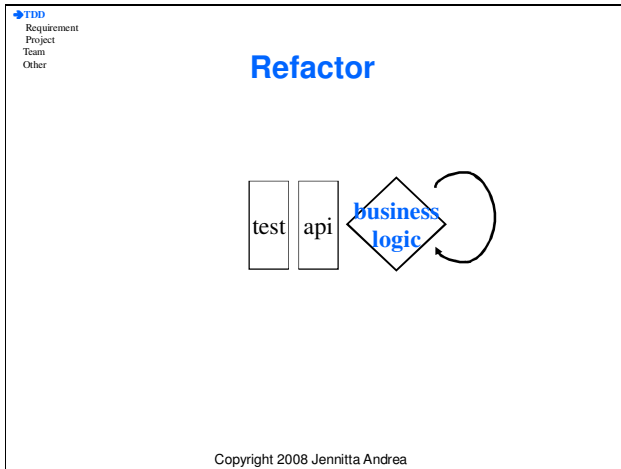 TDD
Requirement
Project
Team
Other
Refactor
test
api
business
logic
Copyright 2008 Jennitta Andrea